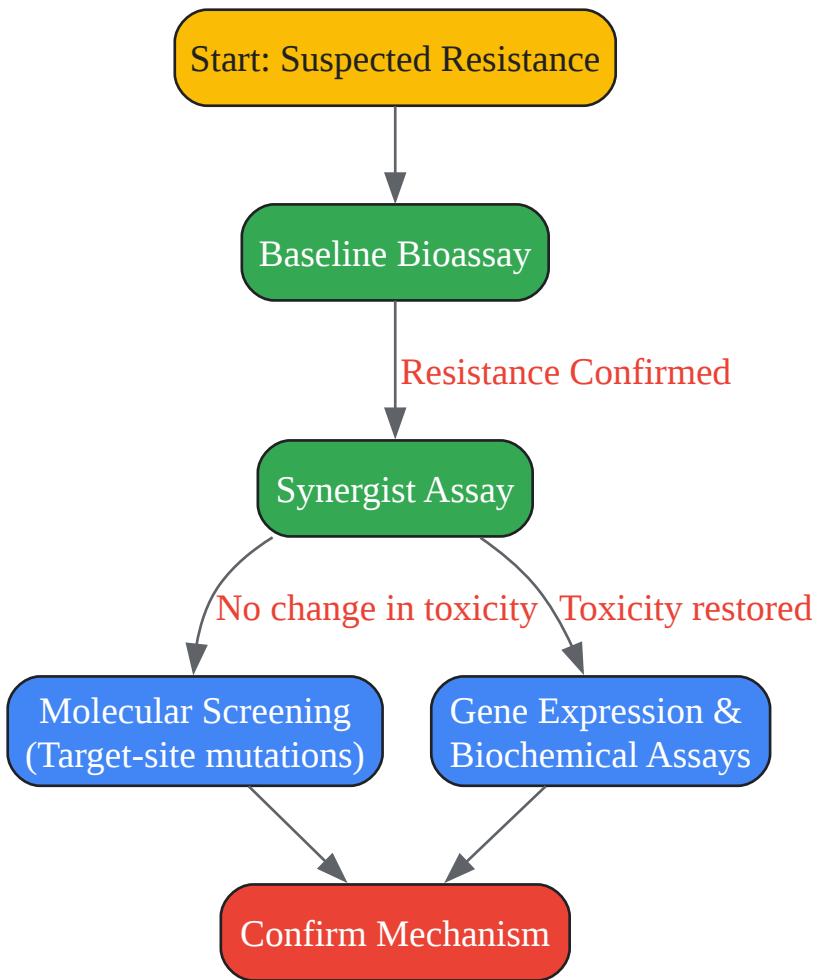 Start: Suspected Resistance
Baseline Bioassay
Resistance Confirmed
Synergist Assay
No change in toxicity
Toxicity restored
Molecular Screening
(Target-site mutations)
Gene Expression &
Biochemical Assays
Confirm Mechanism